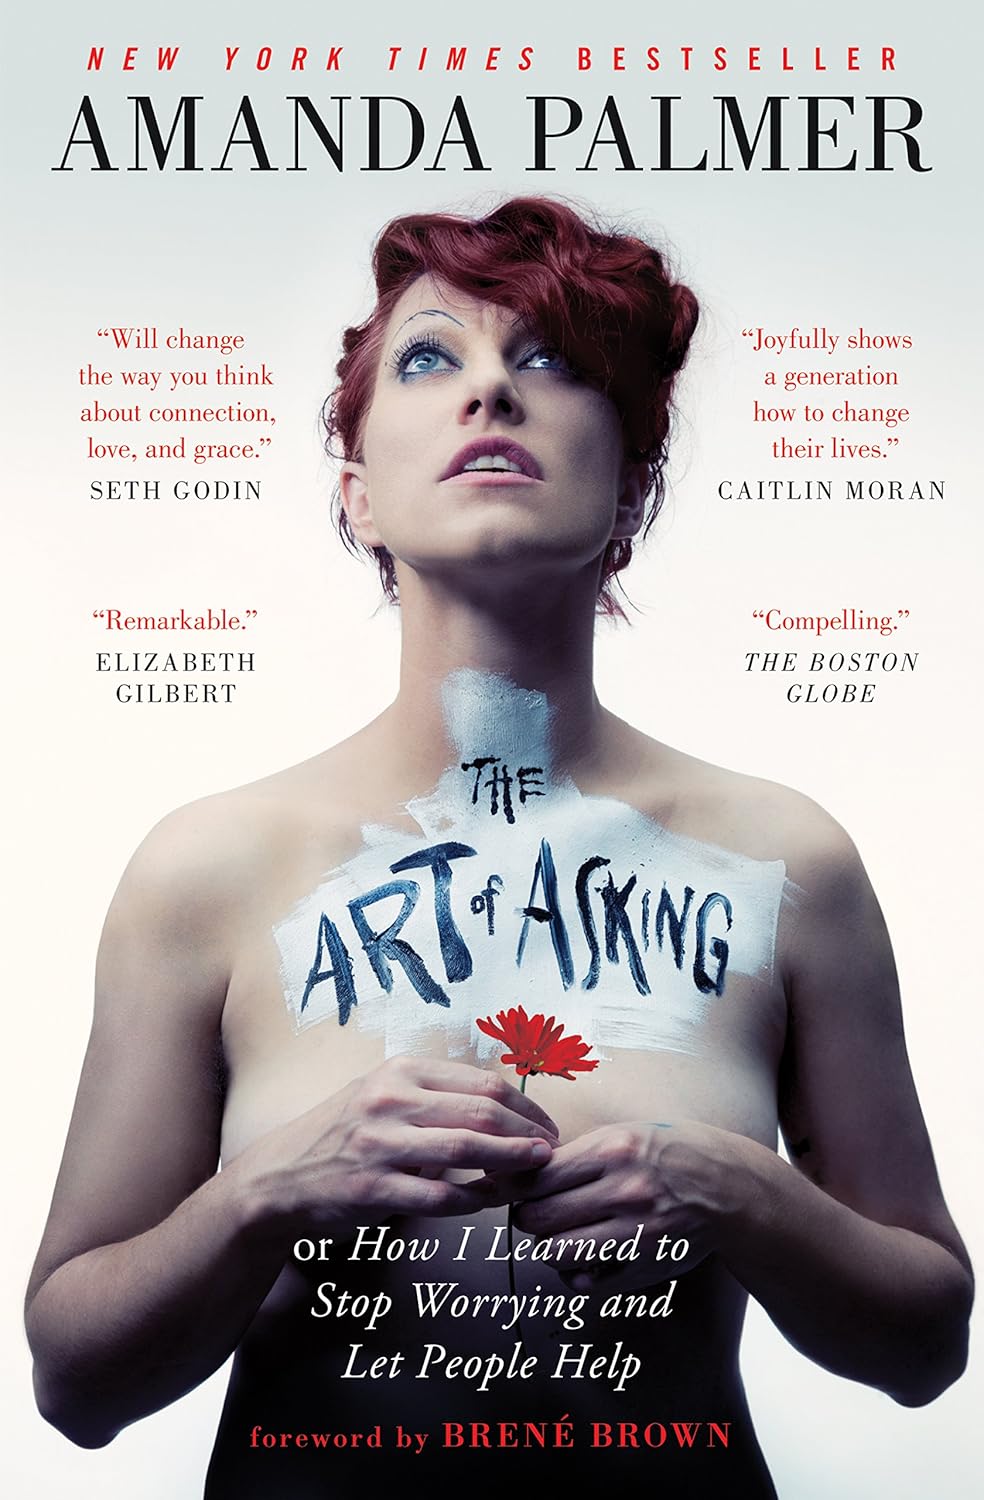 NEW YORK TIMES BESTSELLER
AMANDA PALMER
“Will change
the way you think
about connection,
love, and grace.”
SETH GODIN
“Joyfully shows
a generation
how to change
their lives.”
CAITLIN MORAN
“Remarkable.”
ELIZABETH
GILBERT
“Compelling.”
THE BOSTON
GLOBE
THE
ART of ASKING
or How I Learned to
Stop Worrying and
Let People Help
foreword by BRENÉ BROWN